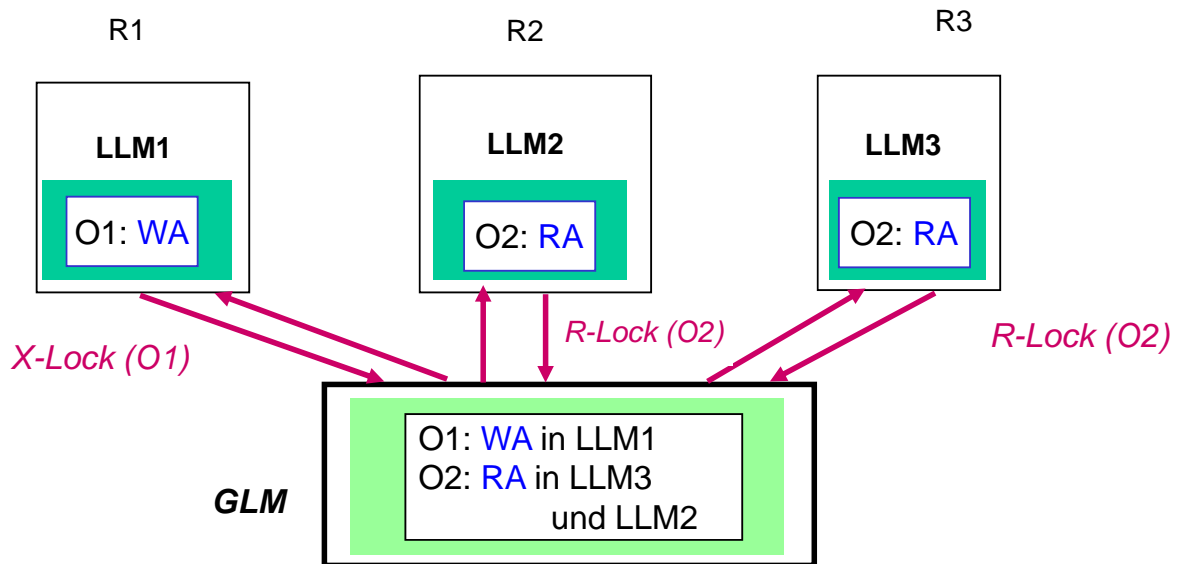 R1
R2
R3
LLM1
LLM2
LLM3
O1: WA
O2: RA
O2: RA
X-Lock (O1)
R-Lock (O2)
R-Lock (O2)
GLM
O1: WA in LLM1
O2: RA in LLM3
und LLM2